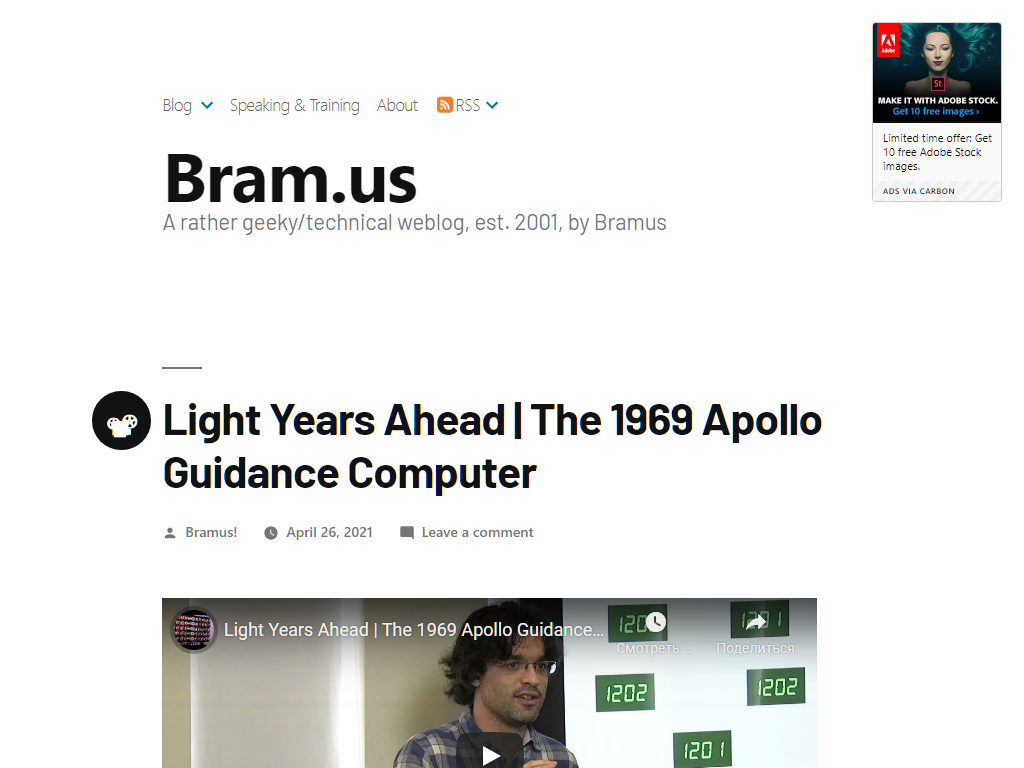 Blog
Speaking & Training
About
RSS
Adobe
St
MAKE IT WITH ADOBE STOCK.
Get 10 free images ›
Limited time offer: Get
10 free Adobe Stock
images.
ADS VIA CARBON
Bram.us
A rather geeky/technical weblog, est. 2001, by Bramus
Light Years Ahead | The 1969 Apollo
Guidance Computer
Bramus!
April 26, 2021
Leave a comment
Light Years Ahead | The 1969 Apollo Guidance...
1201
Смотреть ...
Поделиться
1202
1202
1201